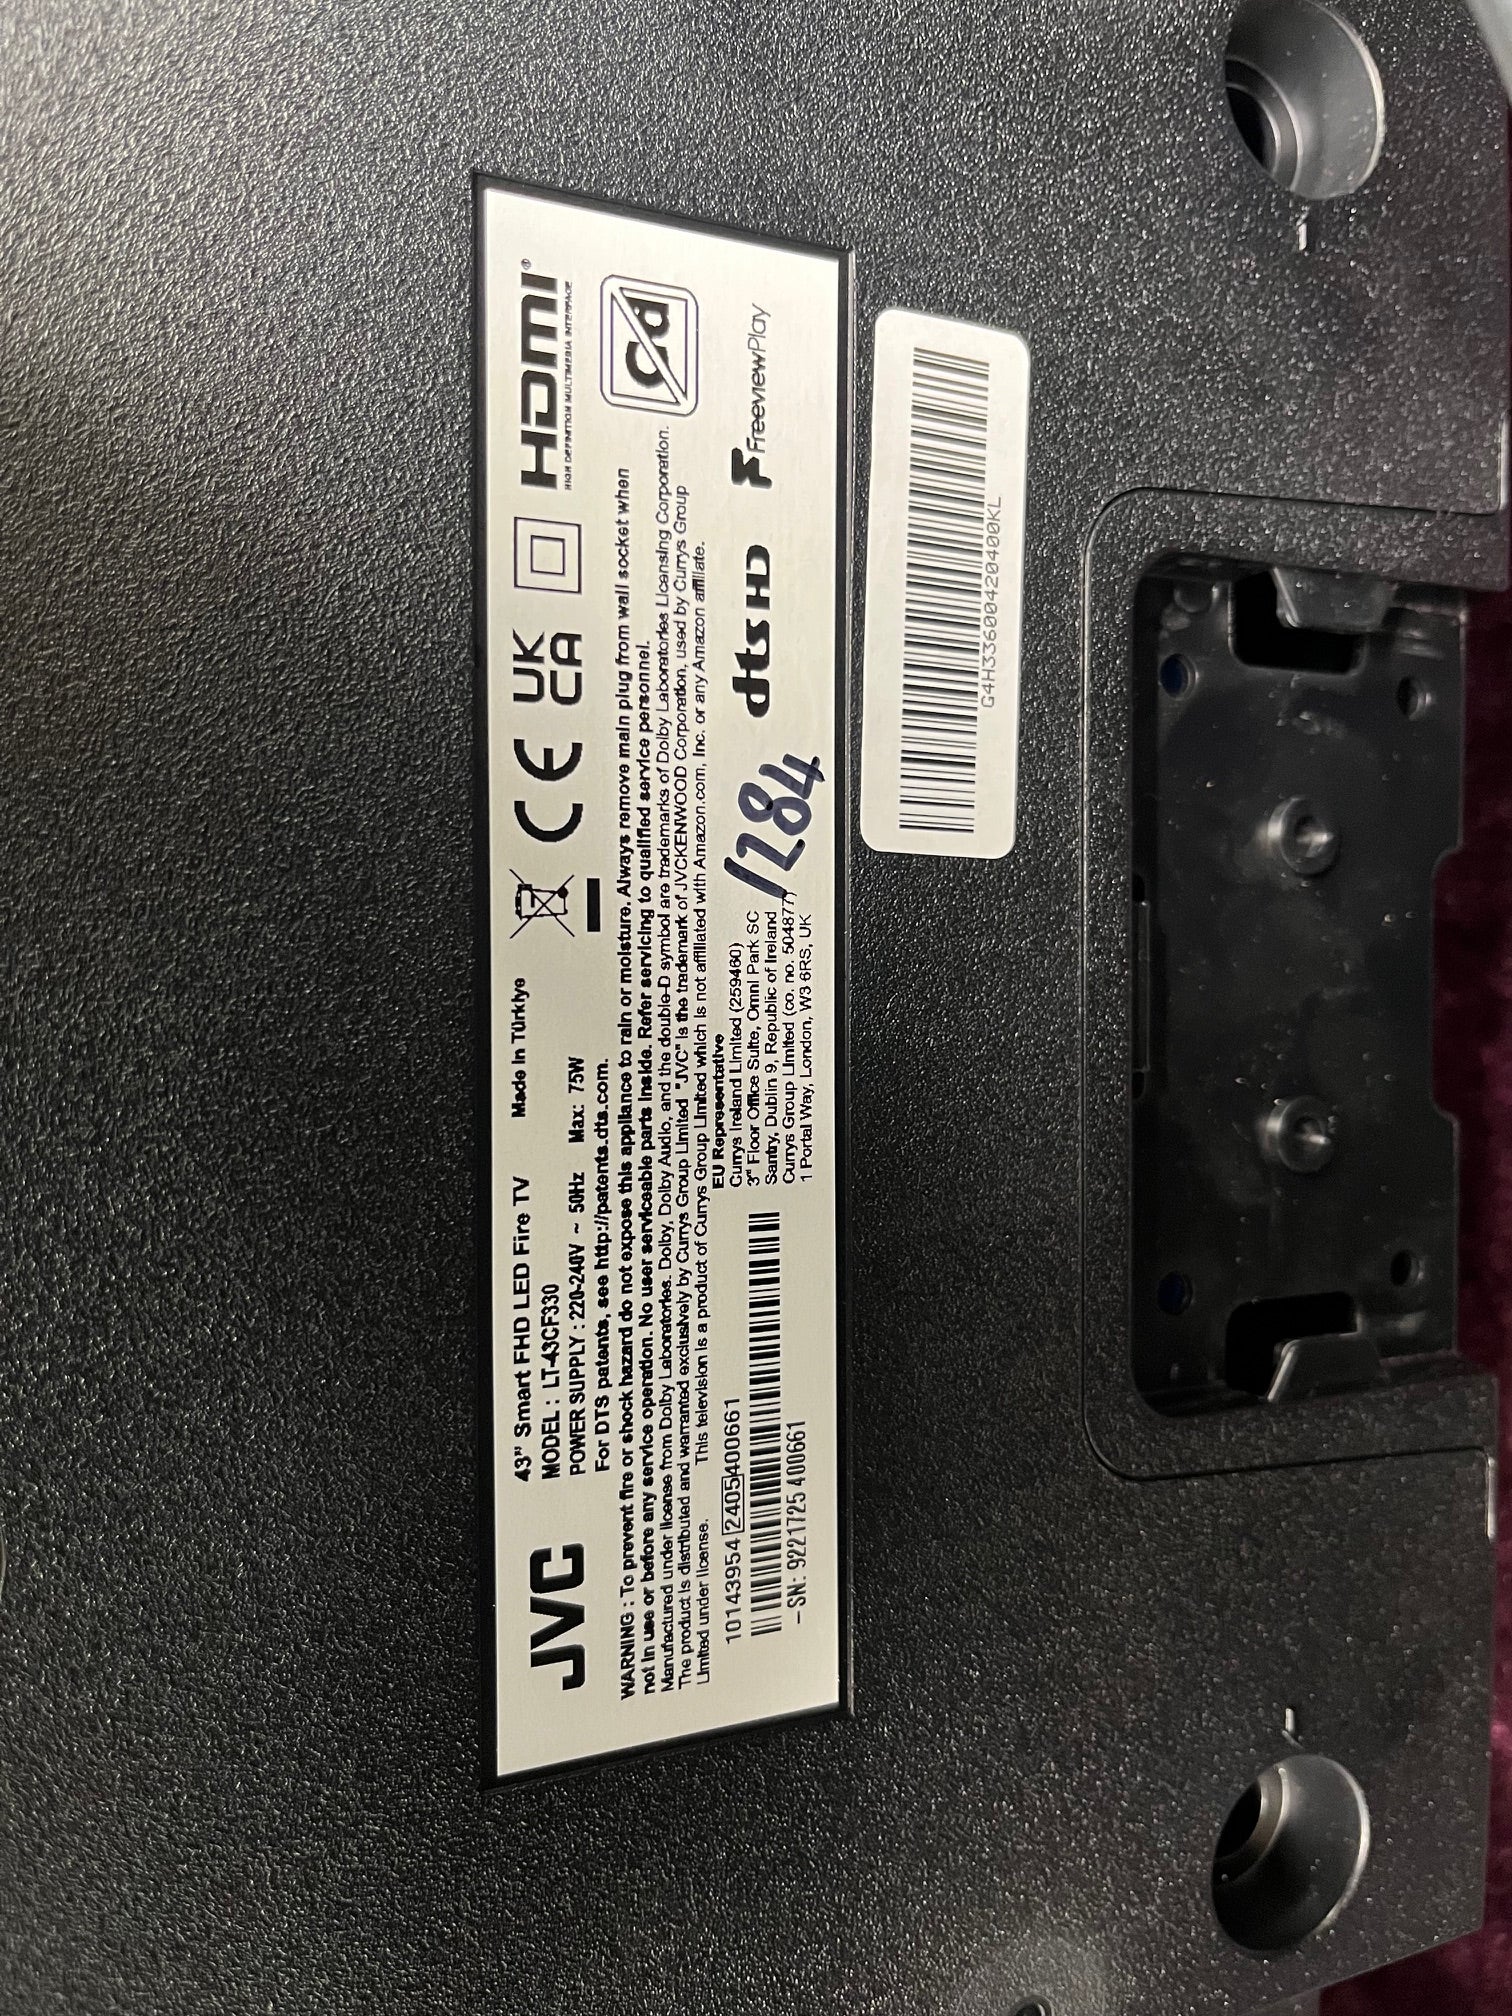 JVC
43" Smart FHD LED Fire TV Made in Türkiye
MODEL : LT-43CF330
POWER SUPPLY : 220-240V ~ 50Hz Max: 75W
For DTS patents, see http://patents.dts.com.
CE
UK
CA
HDMI®
HIGH DEFINITION MULTIMEDIA INTERFACE
WARNING : To prevent fire or shock hazard do not expose this appliance to rain or moisture. Always remove main plug from wall socket when
not in use or before any service operation. No user serviceable parts inside. Refer servicing to qualified service personnel.
Manufactured under license from Dolby Laboratories. Dolby, Dolby Audio, and the double-D symbol are trademarks of Dolby Laboratories Licensing Corporation.
The product is distributed and warranted exclusively by Currys Group Limited "JVC" is the trademark of JVCKENWOOD Corporation, used by Currys Group
Limited under license. This television is a product of Currys Group Limited which is not affiliated with Amazon.com, Inc. or any Amazon affiliate.
10143954 2405400661
-SN: 9221725 400661
EU Representative
Currys Ireland Limited (259460)
3rd Floor Office Suite, Omni Park SC
Santry, Dublin 9, Republic of Ireland
Currys Group Limited (co. no. 504877)
1 Portal Way, London, W3 6RS, UK
1284
dts HD
FreeviewPlay
G4H33600420400KL